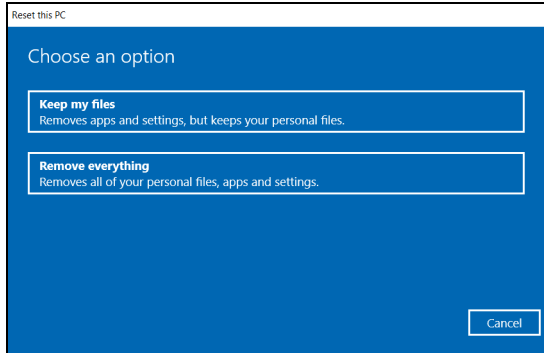 Reset this PC
Choose an option
Keep my files
Removes apps and settings, but keeps your personal files.
Remove everything
Removes all of your personal files, apps and settings.
Cancel